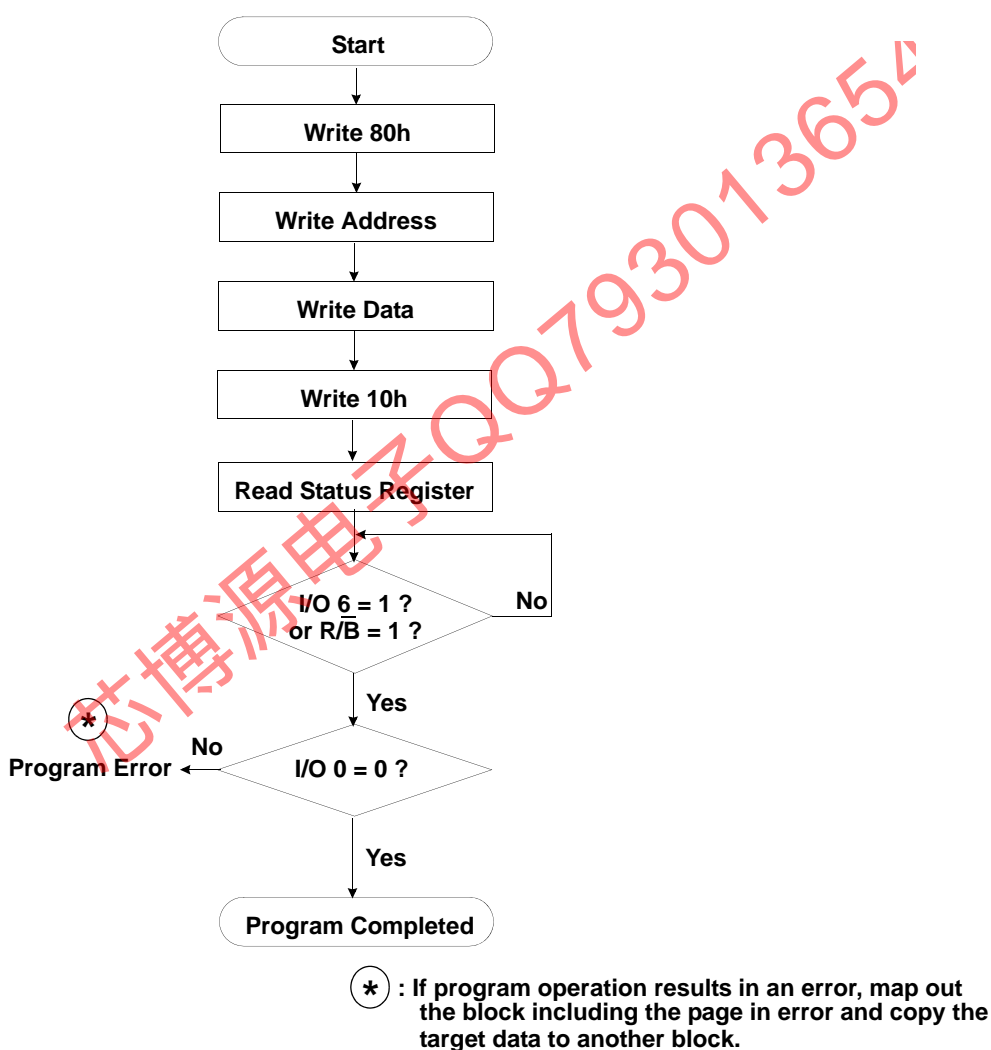 Start
Write 80h
Write Address
Write Data
Write 10h
Read Status Register
I/O 6 = 1 ?
or R/B̅ = 1 ?
No
Yes
*
No
Program Error
I/O 0 = 0 ?
Yes
Program Completed
* : If program operation results in an error, map out
the block including the page in error and copy the
target data to another block.
芯博源电子QQ79301365